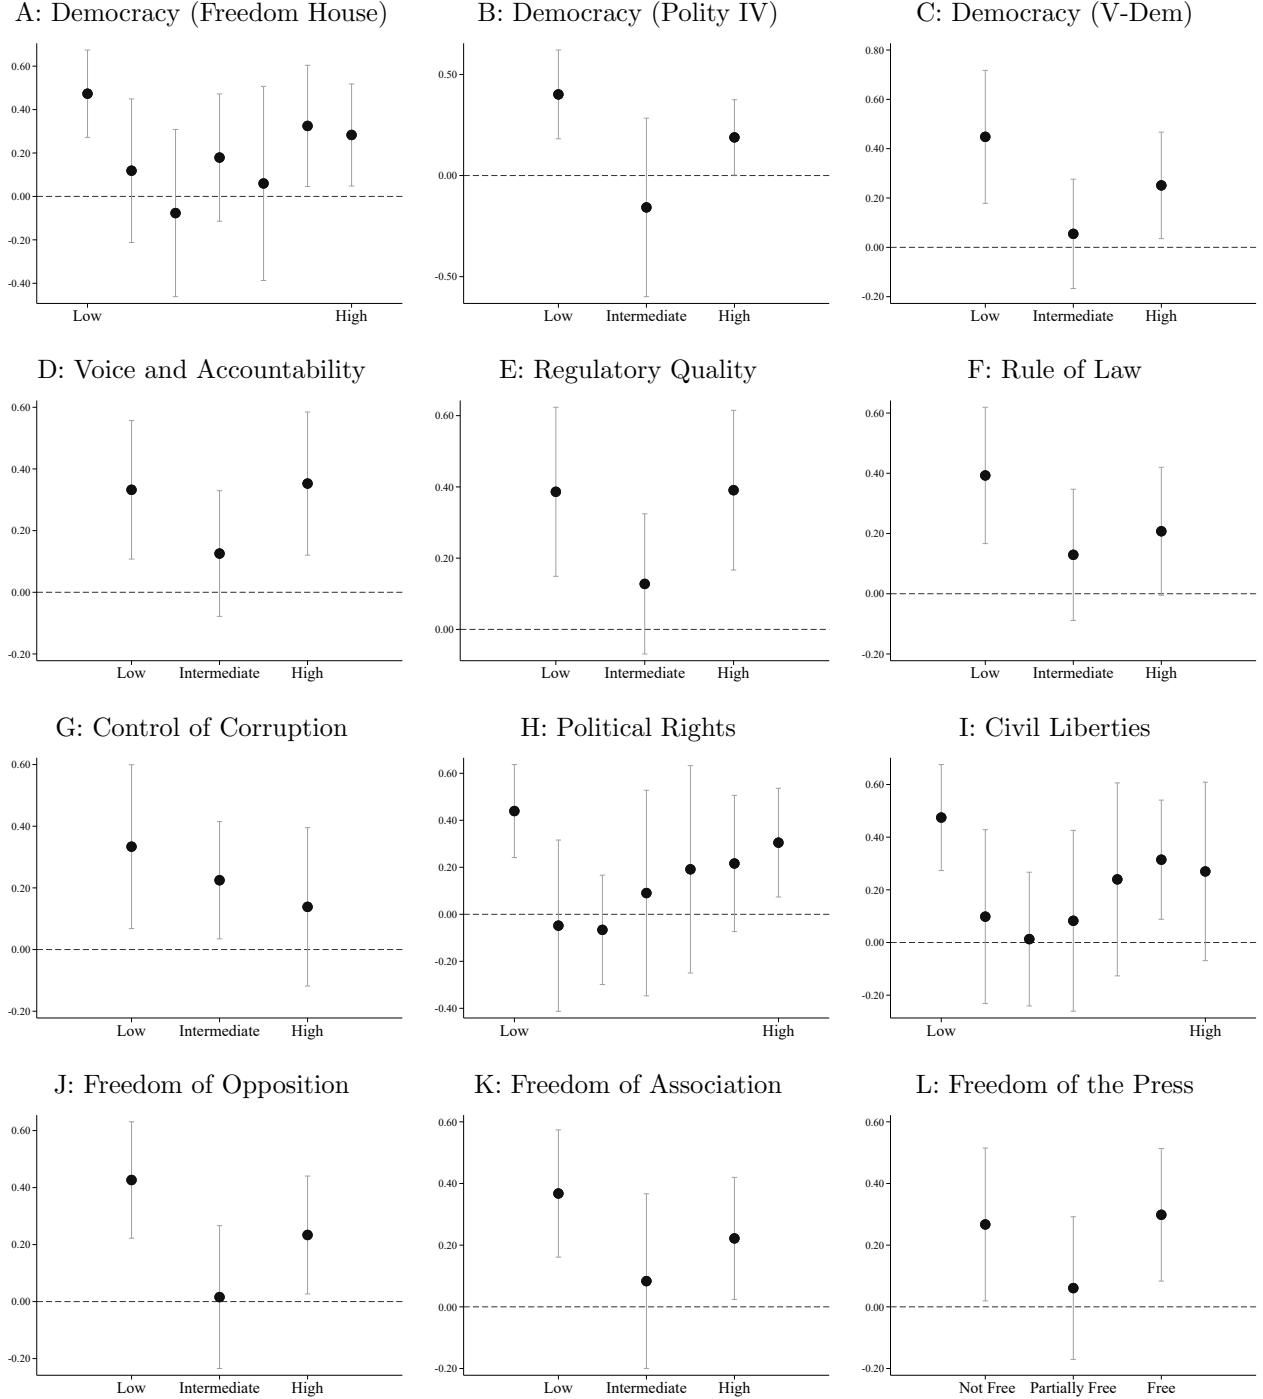 A: Democracy (Freedom House)
0.60
0.40
0.20
0.00
-0.20
-0.40
Low High
B: Democracy (Polity IV)
0.50
0.00
-0.50
Low Intermediate High
C: Democracy (V-Dem)
0.80
0.60
0.40
0.20
0.00
-0.20
Low Intermediate High
D: Voice and Accountability
0.60
0.40
0.20
0.00
-0.20
Low Intermediate High
E: Regulatory Quality
0.60
0.40
0.20
0.00
Low Intermediate High
F: Rule of Law
0.60
0.40
0.20
0.00
-0.20
Low Intermediate High
G: Control of Corruption
0.60
0.40
0.20
0.00
-0.20
Low Intermediate High
H: Political Rights
0.60
0.40
0.20
0.00
-0.20
-0.40
Low High
I: Civil Liberties
0.60
0.40
0.20
0.00
-0.20
Low High
J: Freedom of Opposition
0.60
0.40
0.20
0.00
-0.20
Low Intermediate High
K: Freedom of Association
0.60
0.40
0.20
0.00
-0.20
Low Intermediate High
L: Freedom of the Press
0.60
0.40
0.20
0.00
-0.20
Not Free Partially Free Free